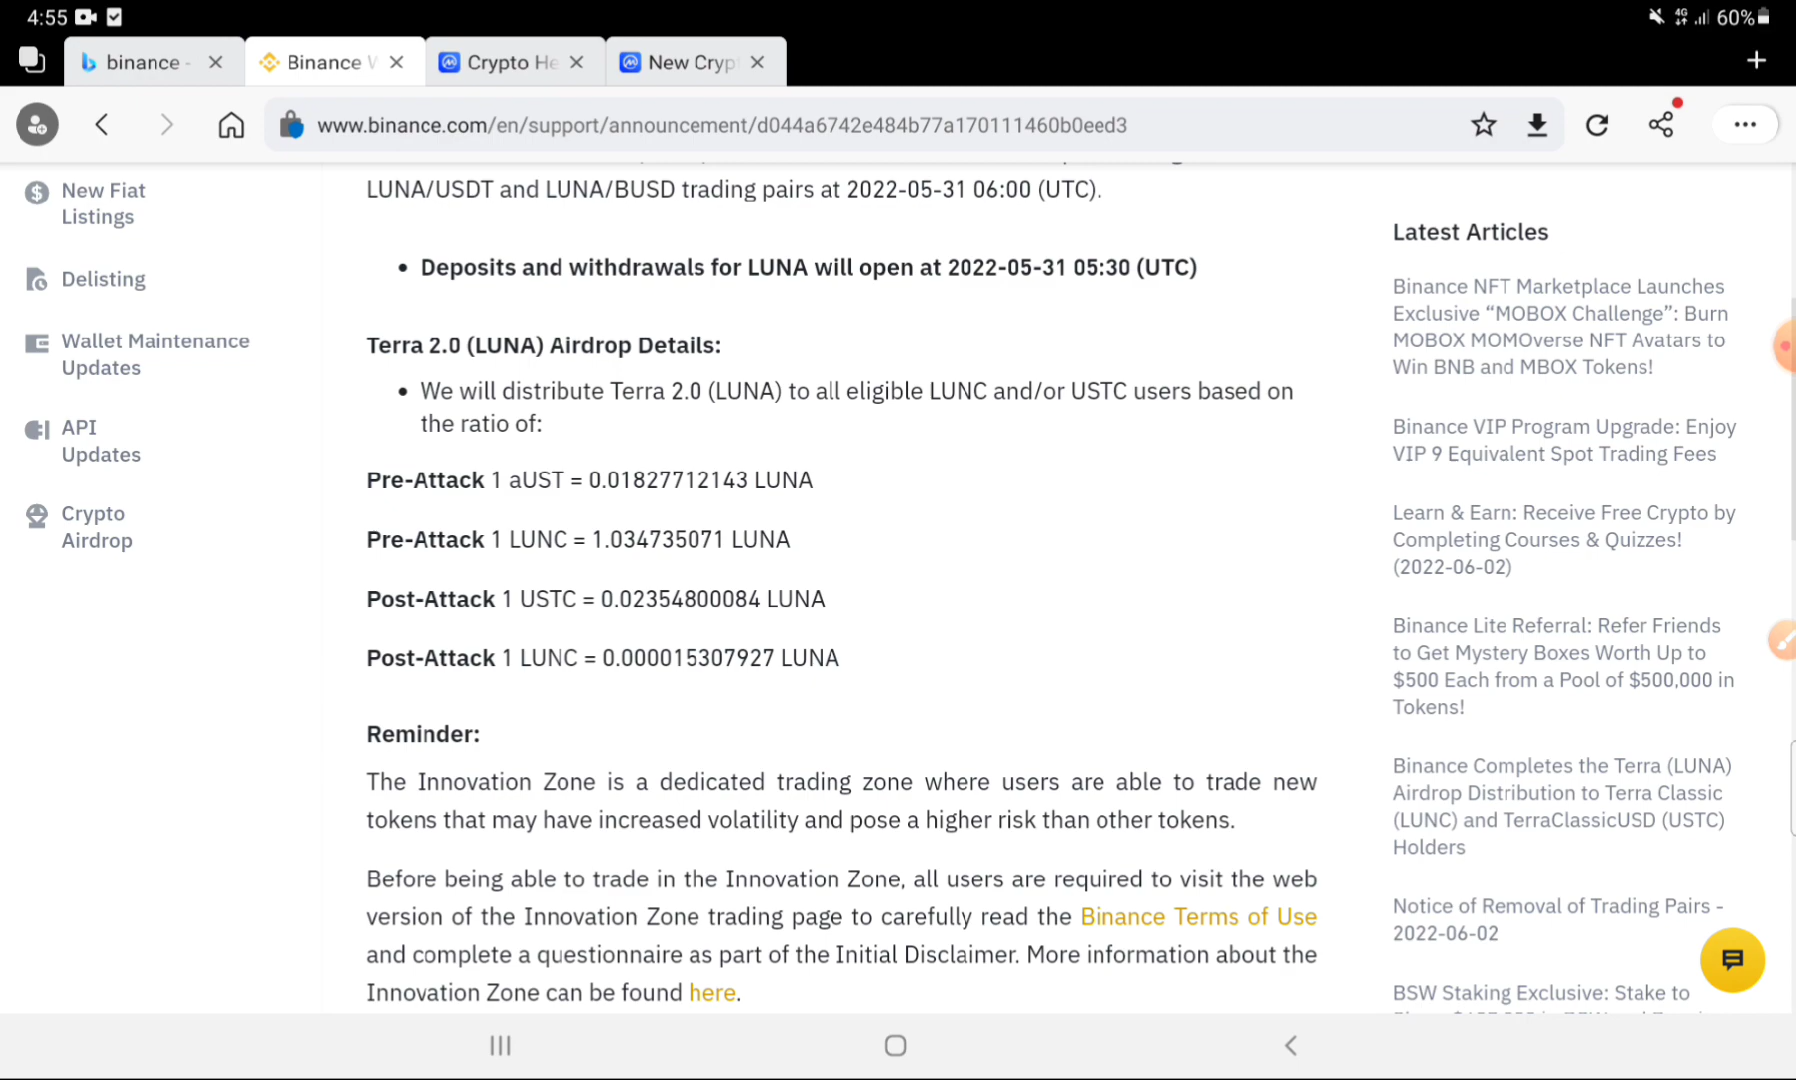 4:55
4G 60%
binance -
Binance W
Crypto He
New Cryp
www.binance.com/en/support/announcement/d044a6742e484b77a170111460b0eed3
New Fiat
Listings
Delisting
Wallet Maintenance
Updates
API
Updates
Crypto
Airdrop
LUNA/USDT and LUNA/BUSD trading pairs at 2022-05-31 06:00 (UTC).
• Deposits and withdrawals for LUNA will open at 2022-05-31 05:30 (UTC)
Terra 2.0 (LUNA) Airdrop Details:
• We will distribute Terra 2.0 (LUNA) to all eligible LUNC and/or USTC users based on
the ratio of:
Pre-Attack 1 aUST = 0.01827712143 LUNA
Pre-Attack 1 LUNC = 1.034735071 LUNA
Post-Attack 1 USTC = 0.02354800084 LUNA
Post-Attack 1 LUNC = 0.000015307927 LUNA
Reminder:
The Innovation Zone is a dedicated trading zone where users are able to trade new
tokens that may have increased volatility and pose a higher risk than other tokens.
Before being able to trade in the Innovation Zone, all users are required to visit the web
version of the Innovation Zone trading page to carefully read the Binance Terms of Use
and complete a questionnaire as part of the Initial Disclaimer. More information about the
Innovation Zone can be found here.
Latest Articles
Binance NFT Marketplace Launches
Exclusive “MOBOX Challenge”: Burn
MOBOX MOMOverse NFT Avatars to
Win BNB and MBOX Tokens!
Binance VIP Program Upgrade: Enjoy
VIP 9 Equivalent Spot Trading Fees
Learn & Earn: Receive Free Crypto by
Completing Courses & Quizzes!
(2022-06-02)
Binance Lite Referral: Refer Friends
to Get Mystery Boxes Worth Up to
$500 Each from a Pool of $500,000 in
Tokens!
Binance Completes the Terra (LUNA)
Airdrop Distribution to Terra Classic
(LUNC) and TerraClassicUSD (USTC)
Holders
Notice of Removal of Trading Pairs -
2022-06-02
BSW Staking Exclusive: Stake to